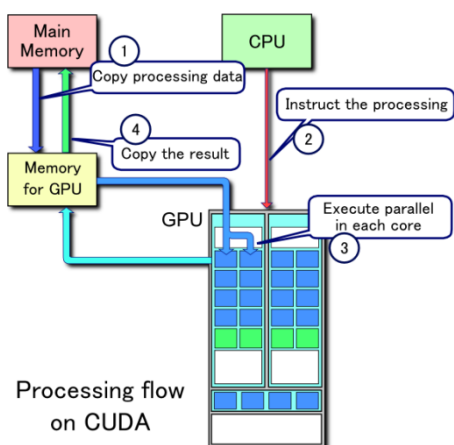 Main
Memory
1
Copy processing data
CPU
Instruct the processing
2
4
Copy the result
Memory
for GPU
GPU
Execute parallel
in each core
3
Processing flow
on CUDA